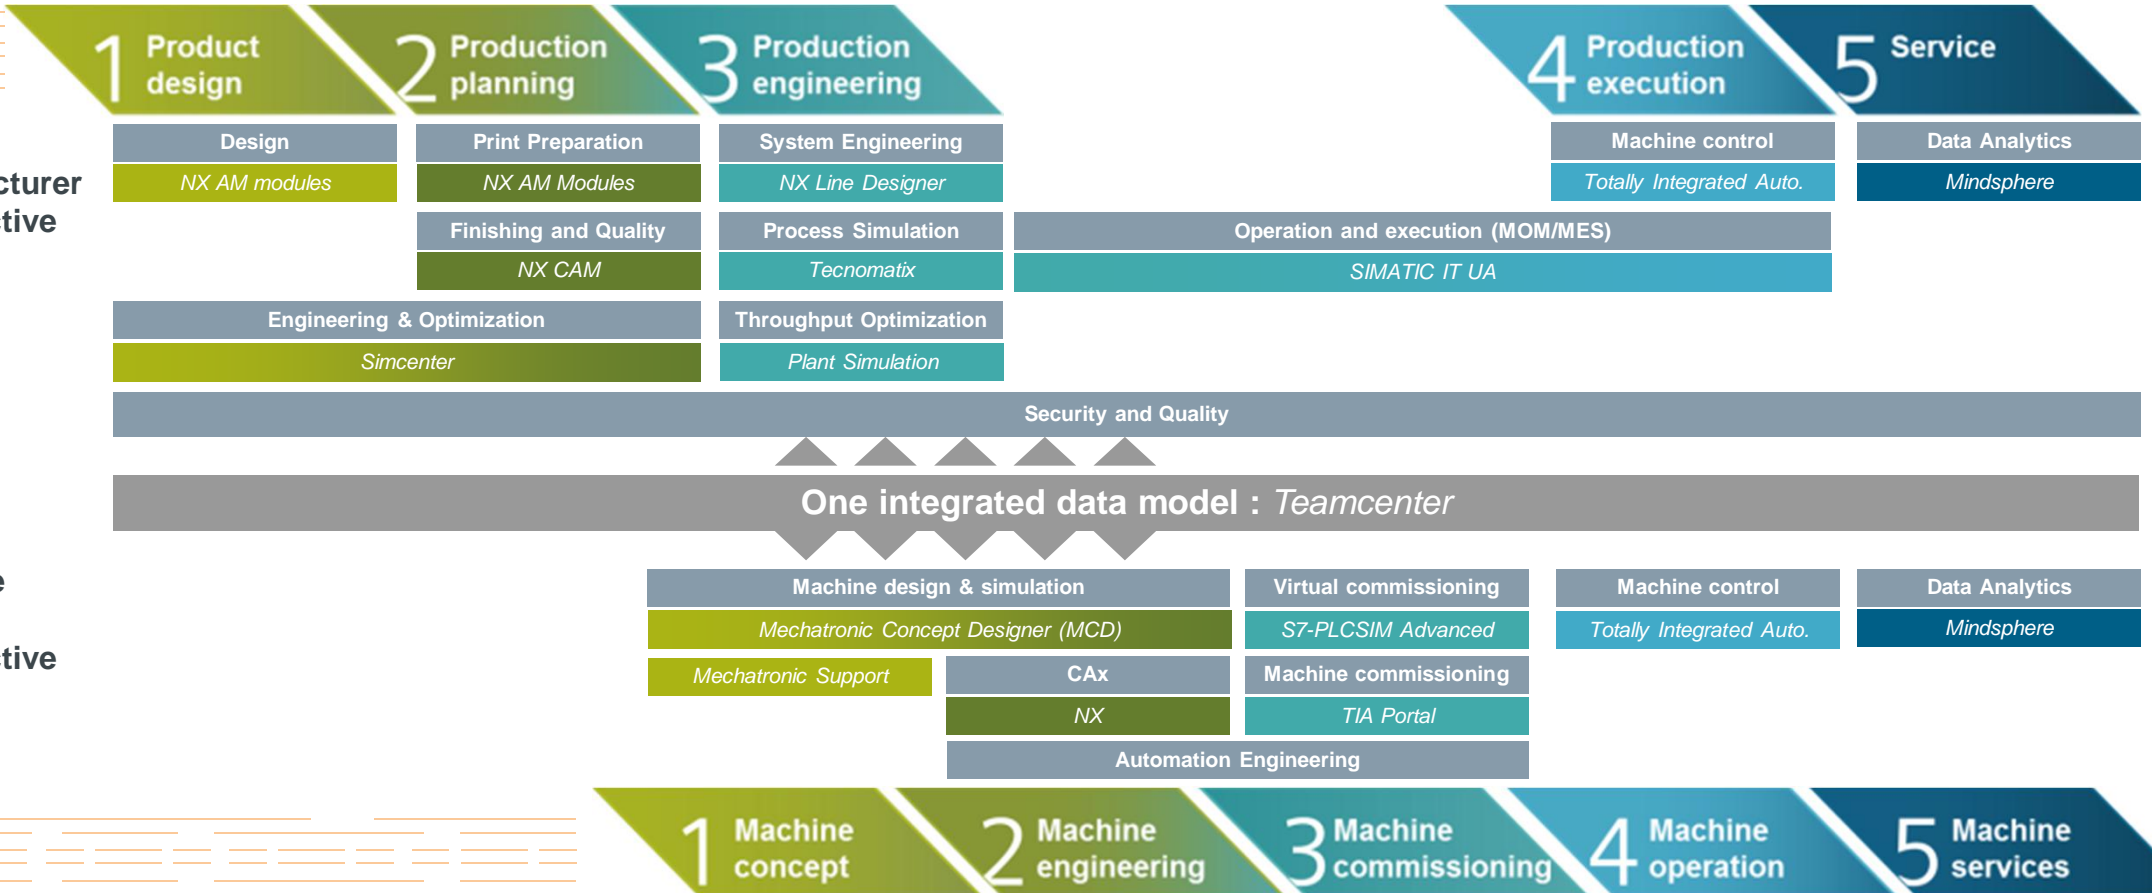 1 Product design
2 Production planning
3 Production engineering
4 Production execution
5 Service
Design
Print Preparation
System Engineering
Machine control
Data Analytics
NX AM modules
NX AM Modules
NX Line Designer
Totally Integrated Auto.
Mindsphere
Finishing and Quality
Process Simulation
Operation and execution (MOM/MES)
NX CAM
Tecnomatix
SIMATIC IT UA
Engineering & Optimization
Throughput Optimization
Simcenter
Plant Simulation
Security and Quality
One integrated data model : Teamcenter
Machine design & simulation
Virtual commissioning
Machine control
Data Analytics
Mechatronic Concept Designer (MCD)
S7-PLCSIM Advanced
Totally Integrated Auto.
Mindsphere
Mechatronic Support
CAx
Machine commissioning
NX
TIA Portal
Automation Engineering
1 Machine concept
2 Machine engineering
3 Machine commissioning
4 Machine operation
5 Machine services